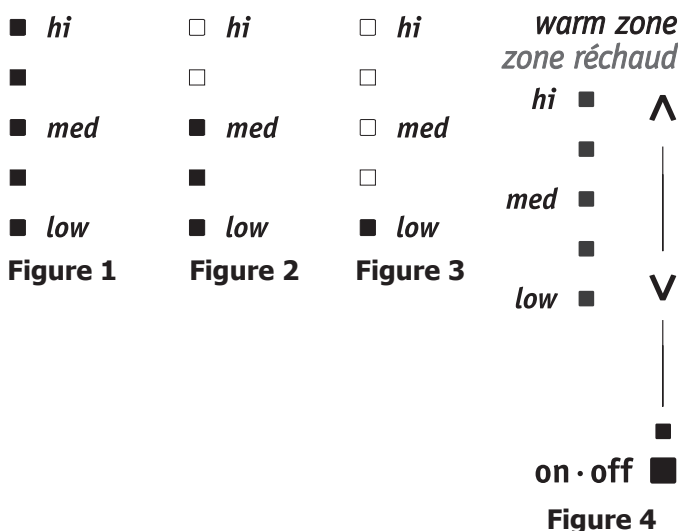 hi
med
low
Figure 1
hi
med
low
Figure 2
hi
med
low
Figure 3
warm zone
zone réchaud
hi
med
low
on · off
Figure 4